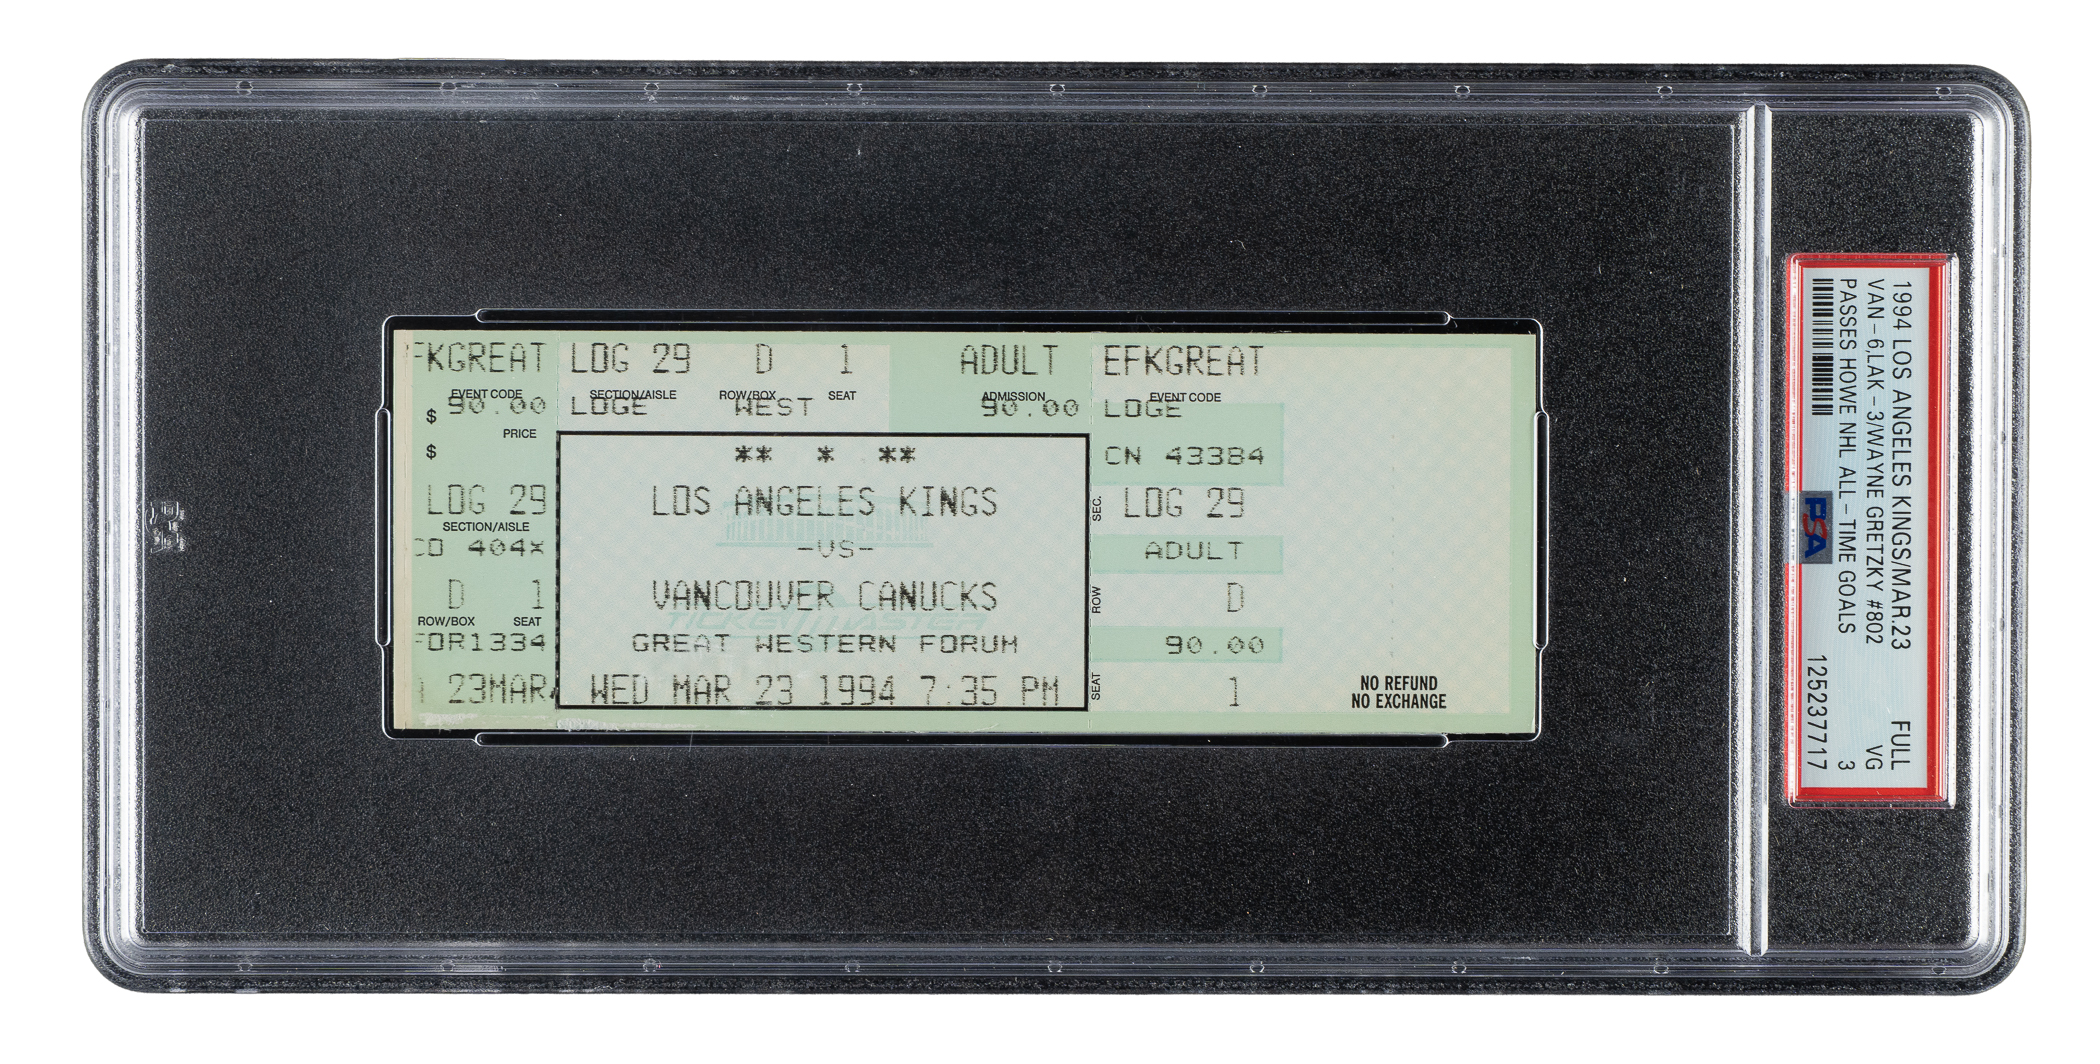 FKGREAT LOG 29 D 1 ADULT EFKGREAT
EVENT CODE SECTION/AISLE ROW/BOX SEAT ADMISSION EVENT CODE
$ 90.00 LOGE WEST 90.00 LOGE
PRICE
$
** * **
CN 43384
LOG 29 LOS ANGELES KINGS SEC. LOG 29
SECTION/AISLE
CO 404X -VS- ADULT
D 1 VANCOUVER CANUCKS ROW D
ROW/BOX SEAT
TICKETMASTER
FOR1334 GREAT WESTERN FORUM 90.00
A 23MAR4 WED MAR 23 1994 7:35 PM SEAT 1
NO REFUND
NO EXCHANGE
1994 LOS ANGELES KINGS/MAR.23 FULL
VAN-6,LAK-3/WAYNE GRETZKY #802 VG
PASSES HOWE NHL ALL-TIME GOALS 3
PSA 125237717
PSA